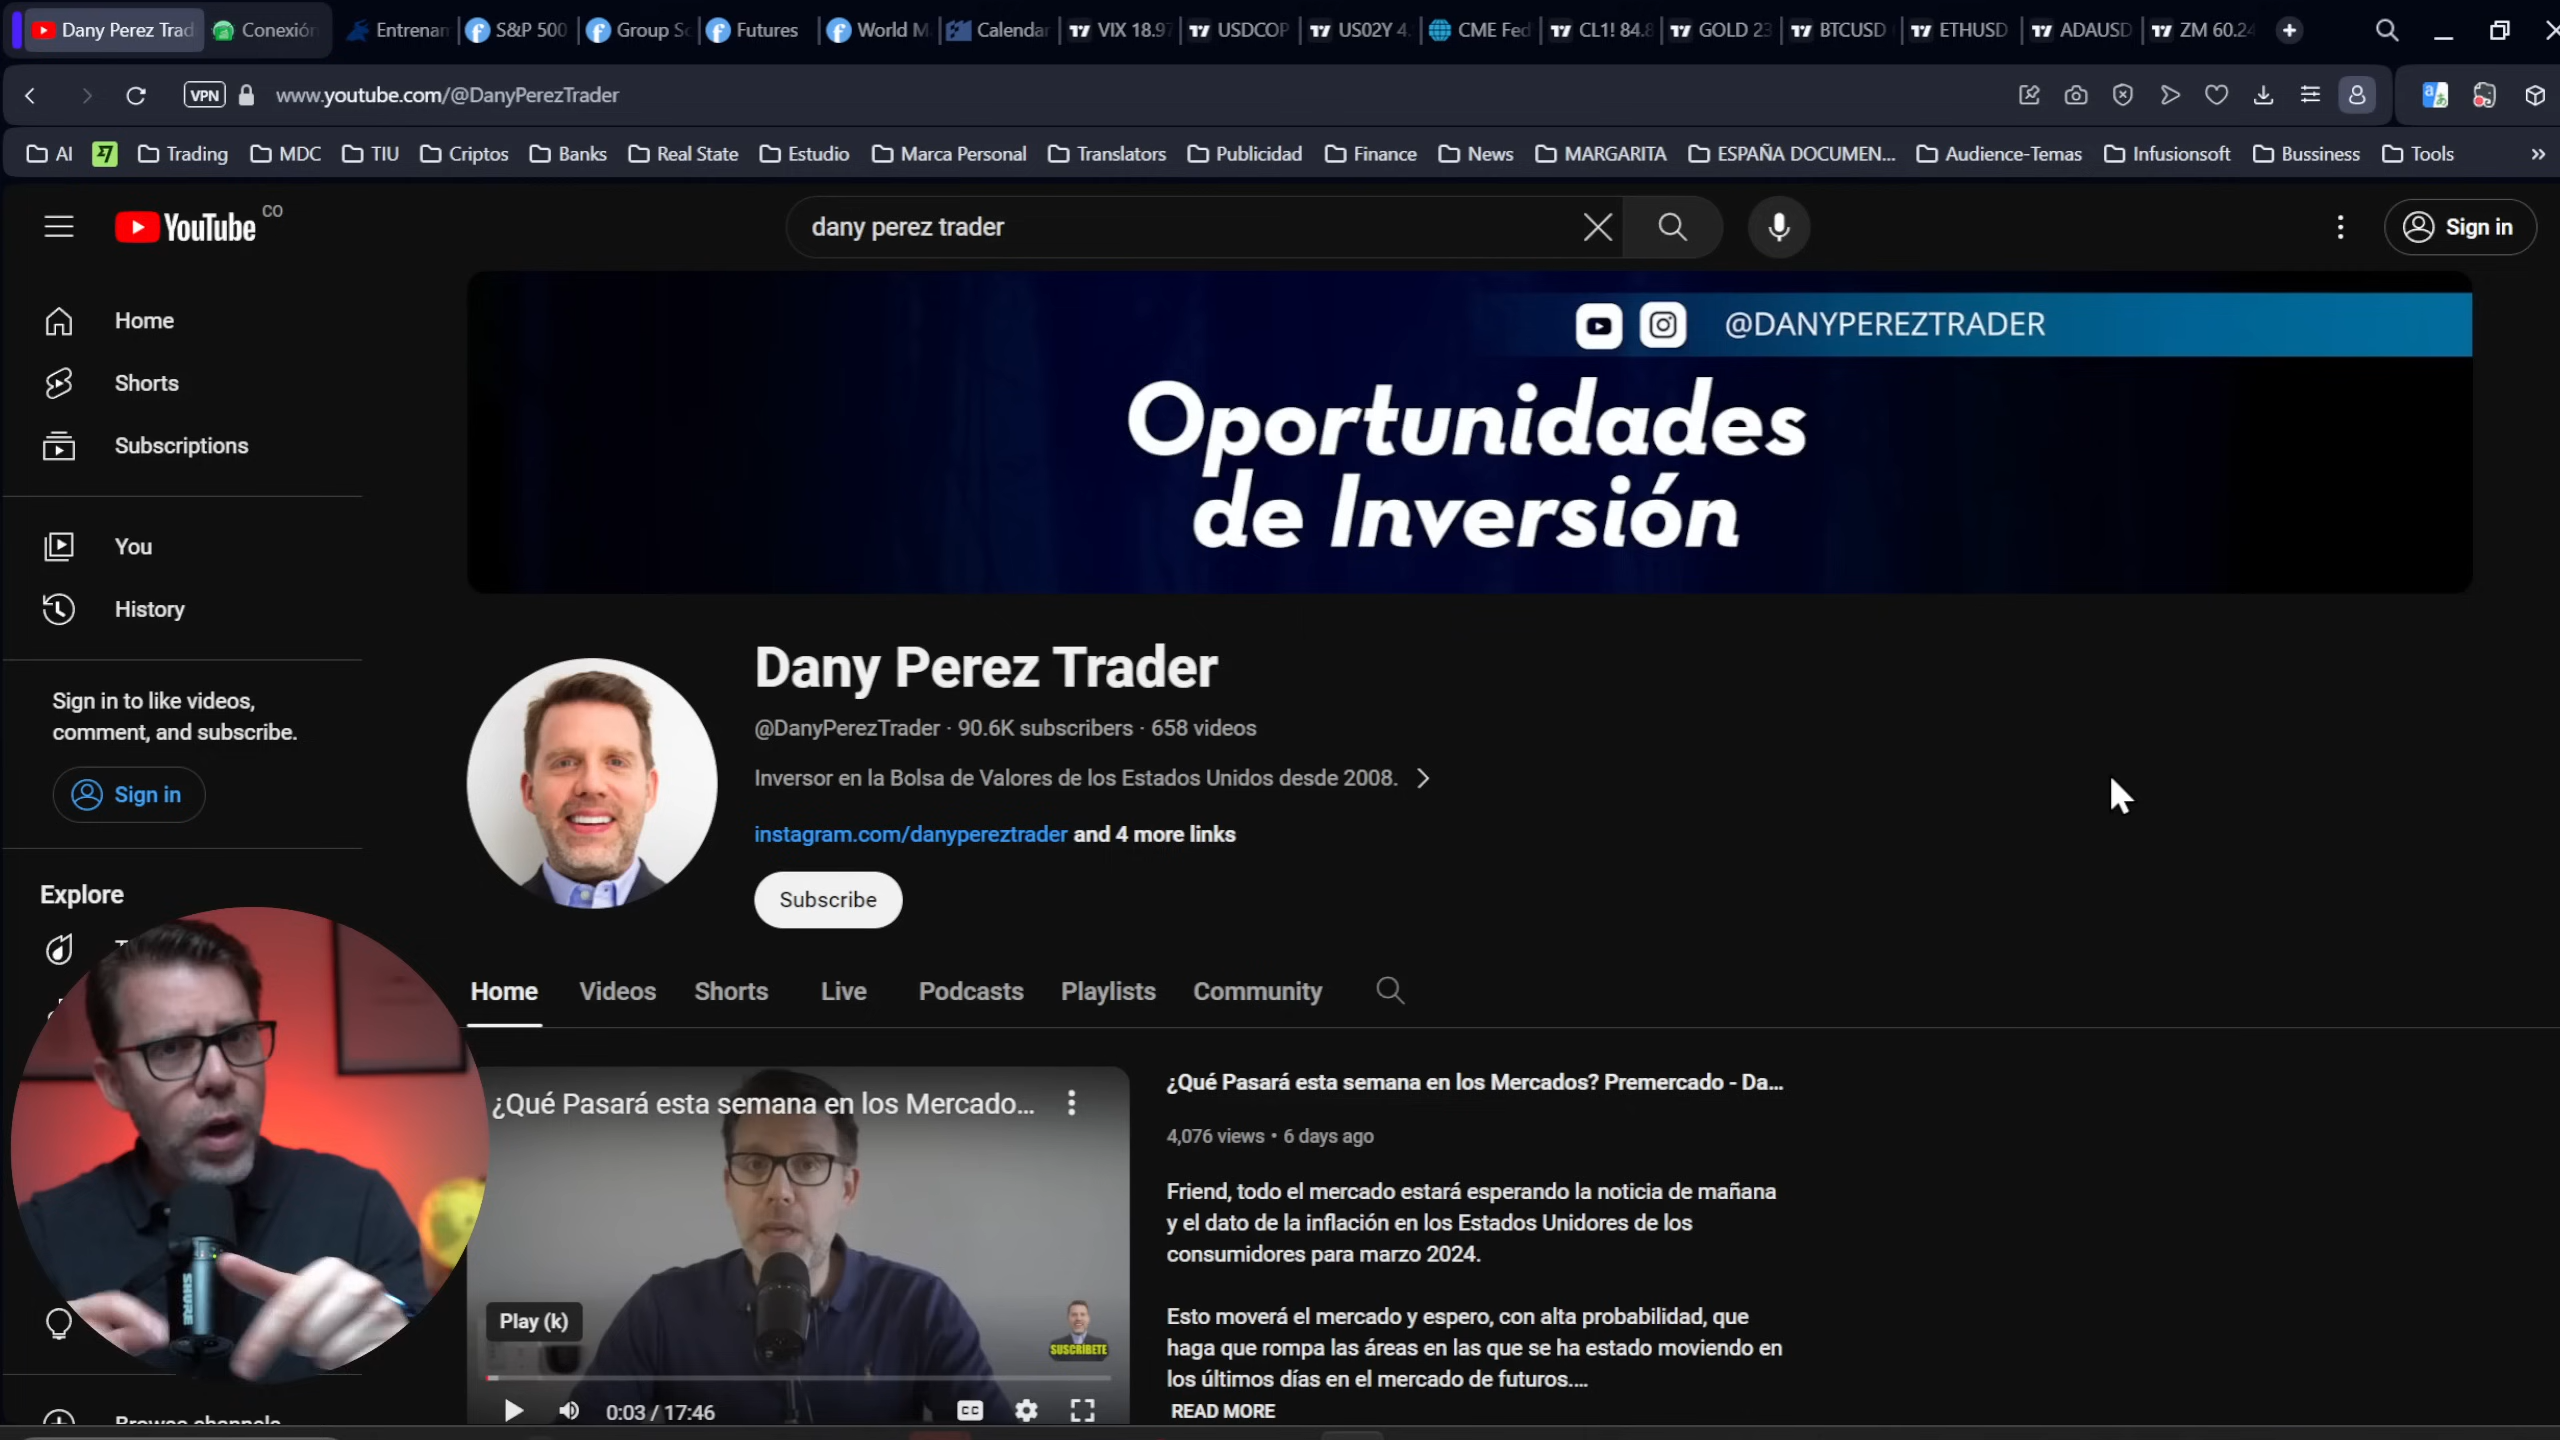 Dany Perez Trad
Conexión
Entrenam
S&P 500
Group Sc
Futures
World M
Calendar
VIX 18.97
USDCOP
US02Y 4.
CME Fed
CL1! 84.8
GOLD 23
BTCUSD
ETHUSD
ADAUSD
ZM 60.24
VPN
www.youtube.com/@DanyPerezTrader
AI
Trading
MDC
TIU
Criptos
Banks
Real State
Estudio
Marca Personal
Translators
Publicidad
Finance
News
MARGARITA
ESPAÑA DOCUMEN...
Audience-Temas
Infusionsoft
Bussiness
Tools
YouTube CO
dany perez trader
Sign in
Home
Shorts
Subscriptions
You
History
Sign in to like videos,
comment, and subscribe.
Sign in
Explore
@DANYPEREZTRADER
Oportunidades
de Inversión
Dany Perez Trader
@DanyPerezTrader · 90.6K subscribers · 658 videos
Inversor en la Bolsa de Valores de los Estados Unidos desde 2008.
instagram.com/danypereztrader and 4 more links
Subscribe
Home
Videos
Shorts
Live
Podcasts
Playlists
Community
¿Qué Pasará esta semana en los Mercado...
Play (k)
SUSCRÍBETE
0:03 / 17:46
CC
¿Qué Pasará esta semana en los Mercados? Premercado - Da...
4,076 views • 6 days ago
Friend, todo el mercado estará esperando la noticia de mañana
y el dato de la inflación en los Estados Unidores de los
consumidores para marzo 2024.
Esto moverá el mercado y espero, con alta probabilidad, que
haga que rompa las áreas en las que se ha estado moviendo en
los últimos días en el mercado de futuros....
READ MORE
SHURE
Browse channels